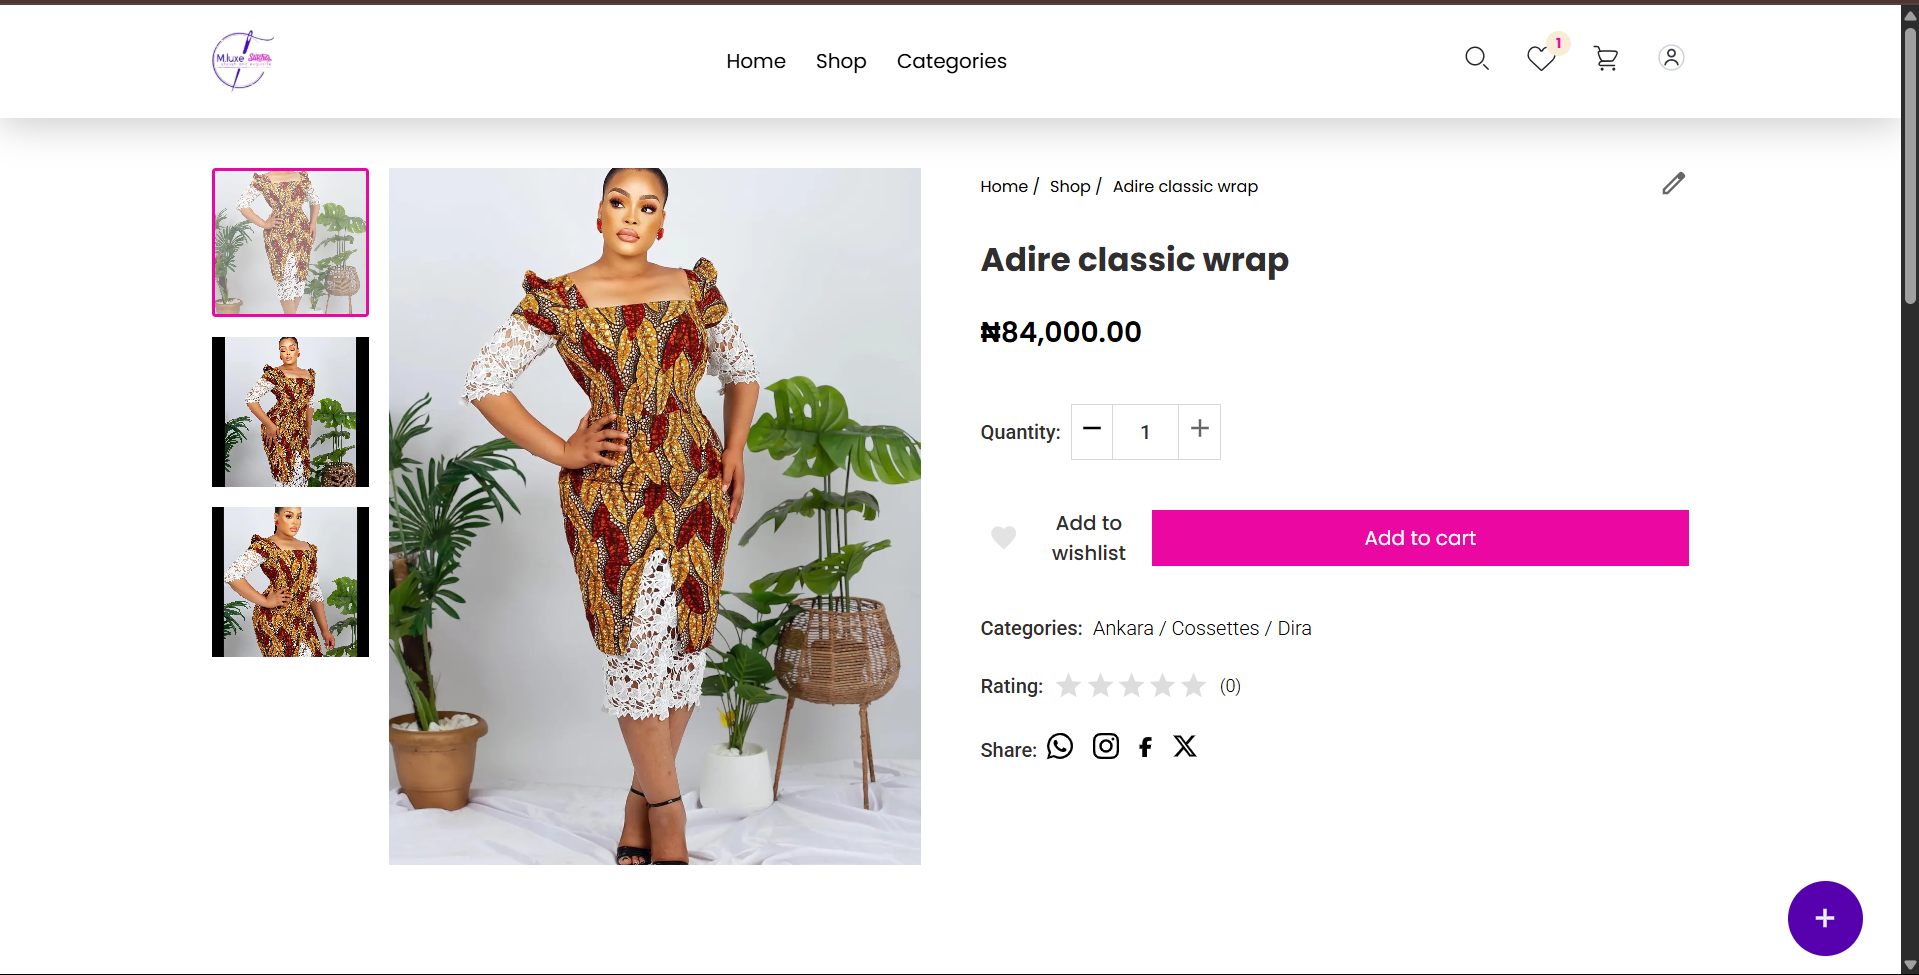 M.luxe
Home Shop Categories
1
Home / Shop / Adire classic wrap
Adire classic wrap
₦84,000.00
Quantity: 1
Add to
wishlist
Add to cart
Categories: Ankara / Cossettes / Dira
Rating: (0)
Share: